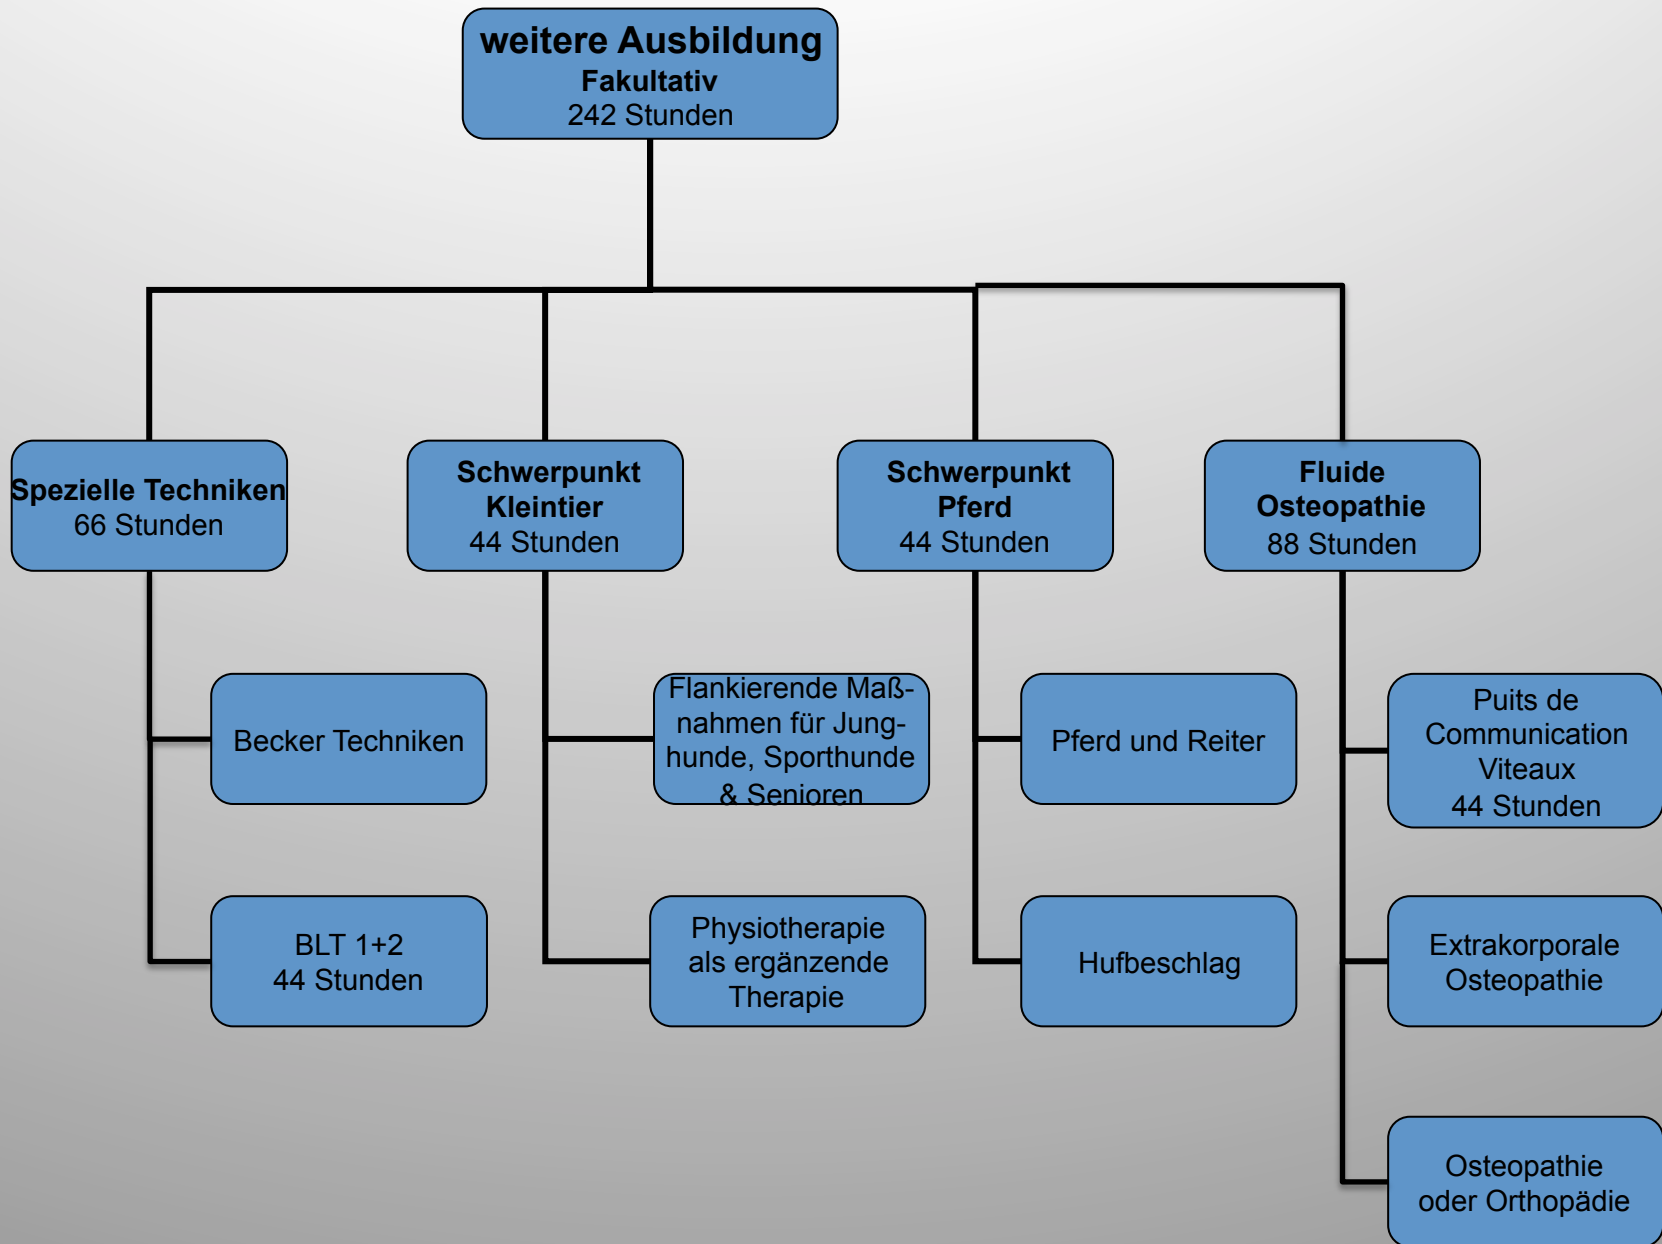 weitere Ausbildung
Fakultativ
242 Stunden
Spezielle Techniken
66 Stunden
Schwerpunkt
Kleintier
44 Stunden
Schwerpunkt
Pferd
44 Stunden
Fluide
Osteopathie
88 Stunden
Becker Techniken
Flankierende Maß-
nahmen für Jung-
hunde, Sporthunde
& Senioren
Pferd und Reiter
Puits de
Communication
Viteaux
44 Stunden
BLT 1+2
44 Stunden
Physiotherapie
als ergänzende
Therapie
Hufbeschlag
Extrakorporale
Osteopathie
Osteopathie
oder Orthopädie